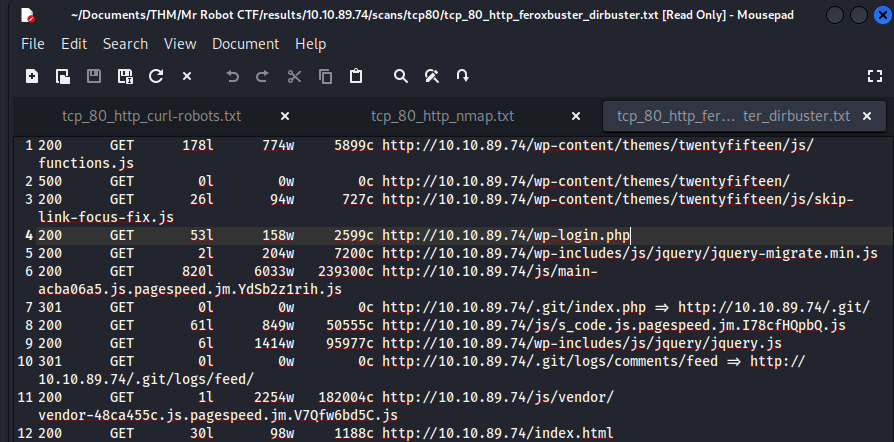 ~/Documents/THM/Mr Robot CTF/results/10.10.89.74/scans/tcp80/tcp_80_http_feroxbuster_dirbuster.txt [Read Only] - Mousepad
File Edit Search View Document Help
tcp_80_http_curl-robots.txt tcp_80_http_nmap.txt tcp_80_http_fer… ter_dirbuster.txt
1 200 GET 178l 774w 5899c http://10.10.89.74/wp-content/themes/twentyfifteen/js/
functions.js
2 500 GET 0l 0w 0c http://10.10.89.74/wp-content/themes/twentyfifteen/
3 200 GET 26l 94w 727c http://10.10.89.74/wp-content/themes/twentyfifteen/js/skip-
link-focus-fix.js
4 200 GET 53l 158w 2599c http://10.10.89.74/wp-login.php
5 200 GET 2l 204w 7200c http://10.10.89.74/wp-includes/js/jquery/jquery-migrate.min.js
6 200 GET 820l 6033w 239300c http://10.10.89.74/js/main-
acba06a5.js.pagespeed.jm.YdSb2z1rih.js
7 301 GET 0l 0w 0c http://10.10.89.74/.git/index.php => http://10.10.89.74/.git/
8 200 GET 61l 849w 50555c http://10.10.89.74/js/s_code.js.pagespeed.jm.I78cfHQpbQ.js
9 200 GET 6l 1414w 95977c http://10.10.89.74/wp-includes/js/jquery/jquery.js
10 301 GET 0l 0w 0c http://10.10.89.74/.git/logs/comments/feed => http://
10.10.89.74/.git/logs/feed/
11 200 GET 1l 2254w 182004c http://10.10.89.74/js/vendor/
vendor-48ca455c.js.pagespeed.jm.V7Qfw6bd5C.js
12 200 GET 30l 98w 1188c http://10.10.89.74/index.html